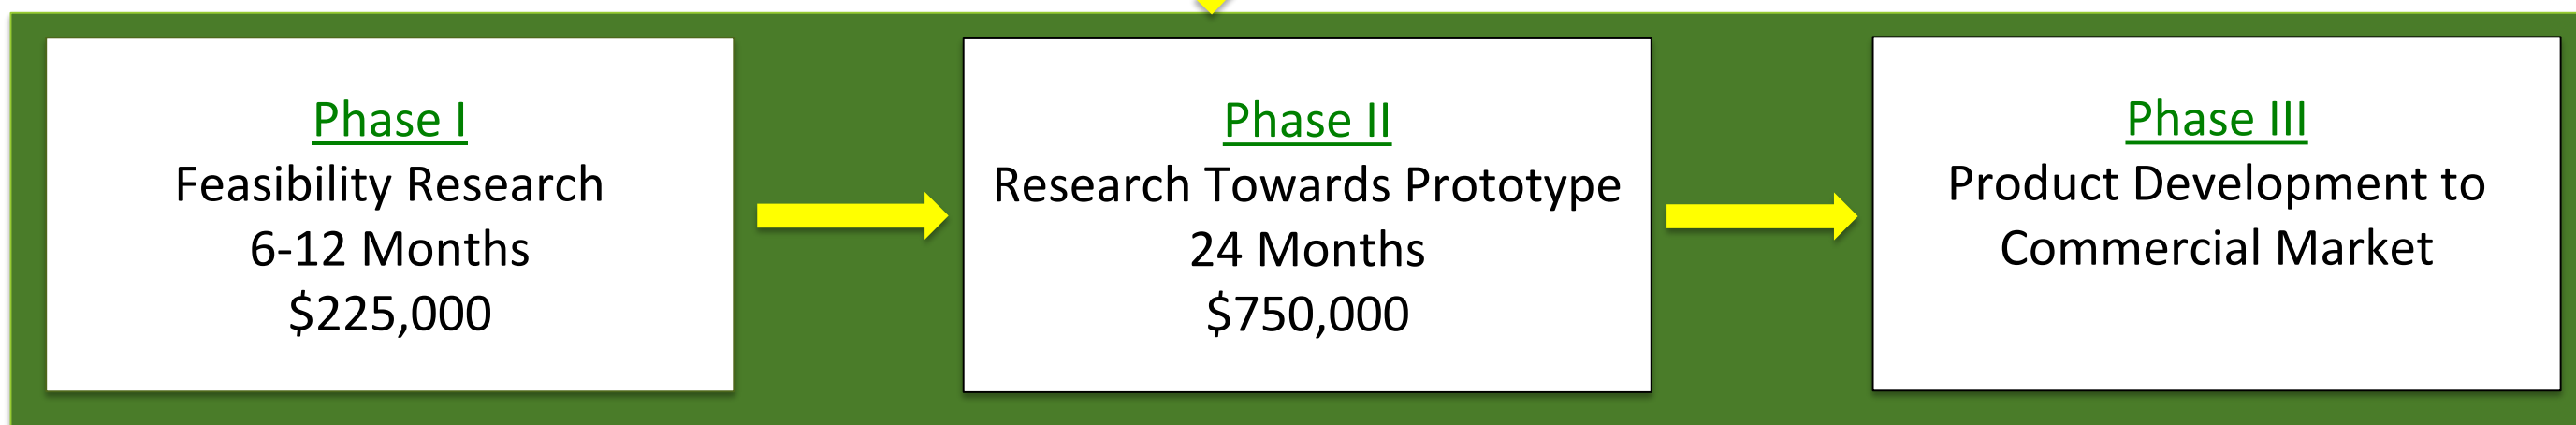 Phase I
Feasibility Research
6-12 Months
$225,000
Phase II
Research Towards Prototype
24 Months
$750,000
Phase III
Product Development to
Commercial Market